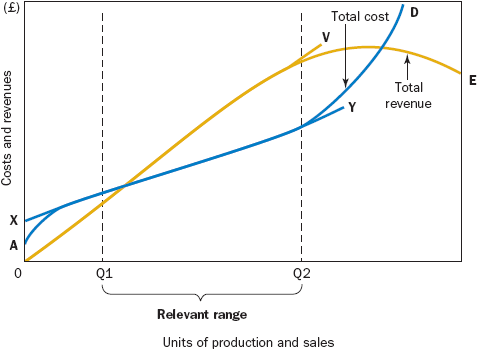 (£)
Costs and revenues
Total cost
D
V
Total
revenue
E
Y
X
A
0
Q1
Q2
Relevant range
Units of production and sales